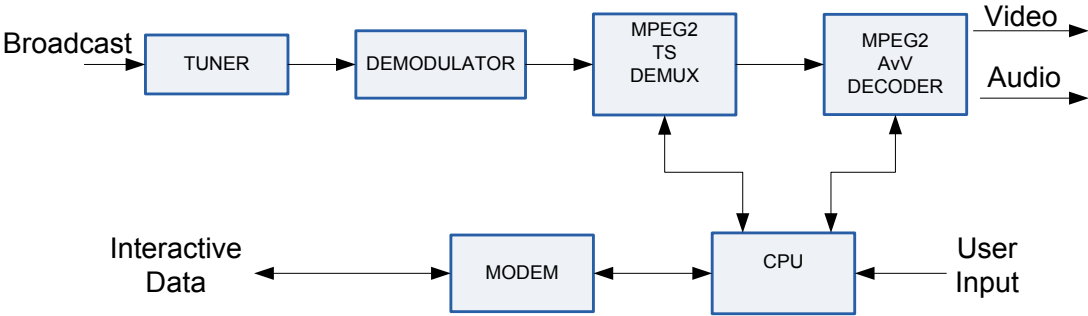 Broadcast
TUNER
DEMODULATOR
MPEG2
TS
DEMUX
MPEG2
AvV
DECODER
Video
Audio
Interactive
Data
MODEM
CPU
User
Input